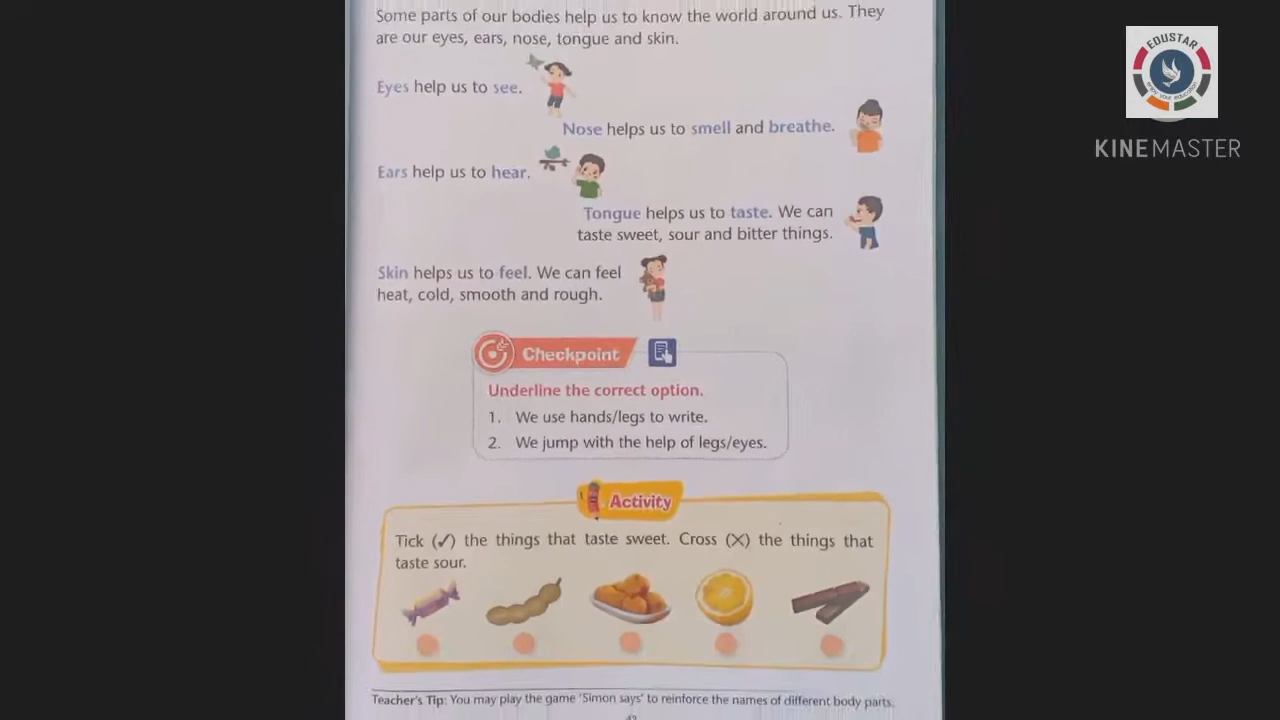 Some parts of our bodies help us to know the world around us. They
are our eyes, ears, nose, tongue and skin.
Eyes help us to see.
Nose helps us to smell and breathe.
Ears help us to hear.
Tongue helps us to taste. We can
taste sweet, sour and bitter things.
Skin helps us to feel. We can feel
heat, cold, smooth and rough.
Checkpoint
Underline the correct option.
1. We use hands/legs to write.
2. We jump with the help of legs/eyes.
Activity
Tick (✓) the things that taste sweet. Cross (✕) the things that
taste sour.
Teacher's Tip: You may play the game 'Simon says' to reinforce the names of different body parts.
EDUSTAR
enjoy your education
KINEMASTER